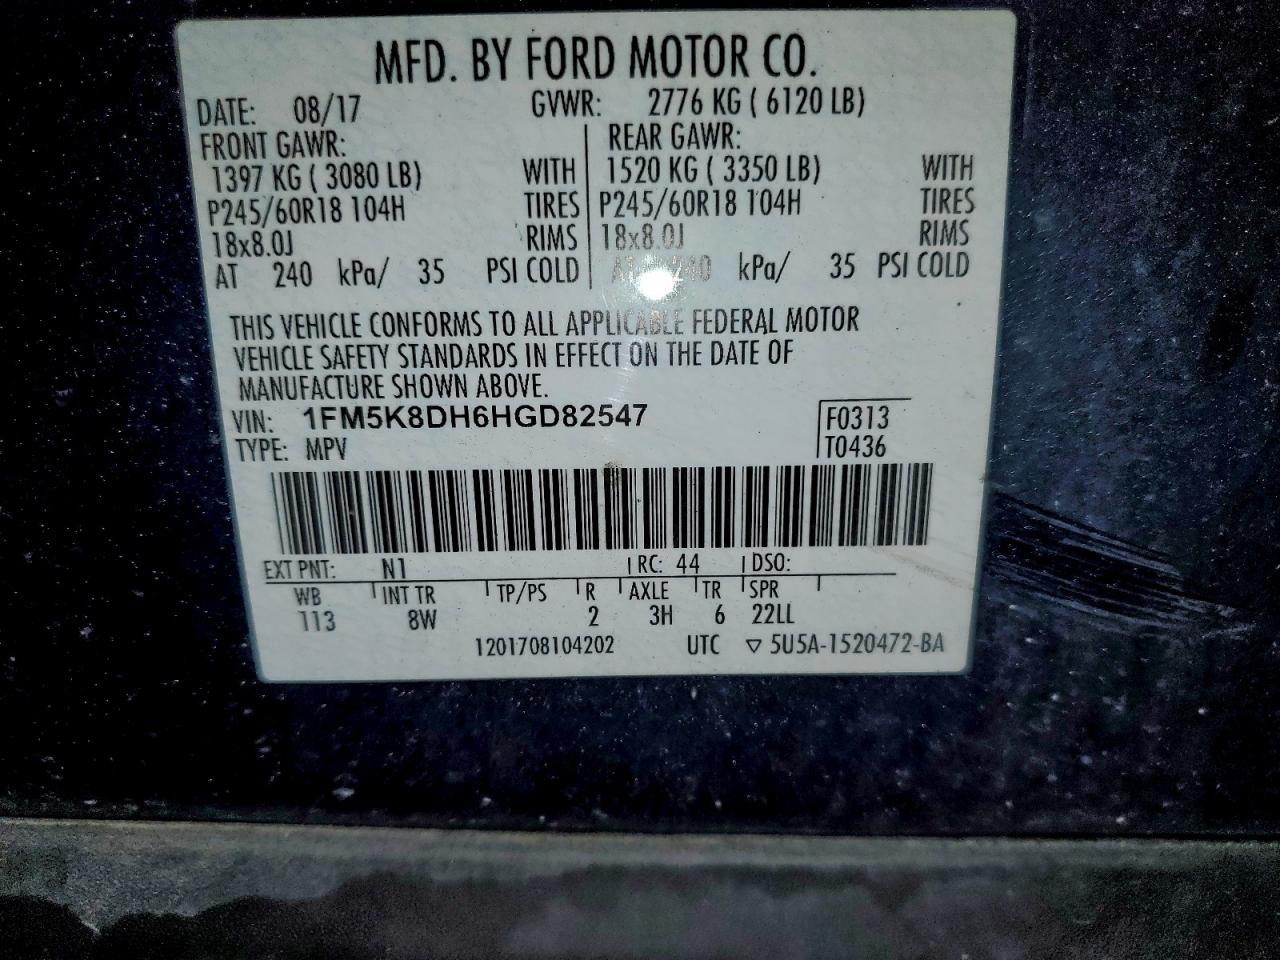 MFD. BY FORD MOTOR CO.
DATE: 08/17 GVWR: 2776 KG ( 6120 LB)
FRONT GAWR: REAR GAWR:
1397 KG ( 3080 LB) WITH 1520 KG ( 3350 LB) WITH
P245/60R18 104H TIRES P245/60R18 104H TIRES
18x8.0J RIMS 18x8.0J RIMS
AT 240 kPa/ 35 PSI COLD AT 240 kPa/ 35 PSI COLD
THIS VEHICLE CONFORMS TO ALL APPLICABLE FEDERAL MOTOR
VEHICLE SAFETY STANDARDS IN EFFECT ON THE DATE OF
MANUFACTURE SHOWN ABOVE.
VIN: 1FM5K8DH6HGD82547 F0313
TYPE: MPV T0436
EXT PNT: N1 RC: 44 DSO:
WB INT TR TP/PS R AXLE TR SPR
113 8W 2 3H 6 22LL
1201708104202 UTC ▽ 5U5A-1520472-BA